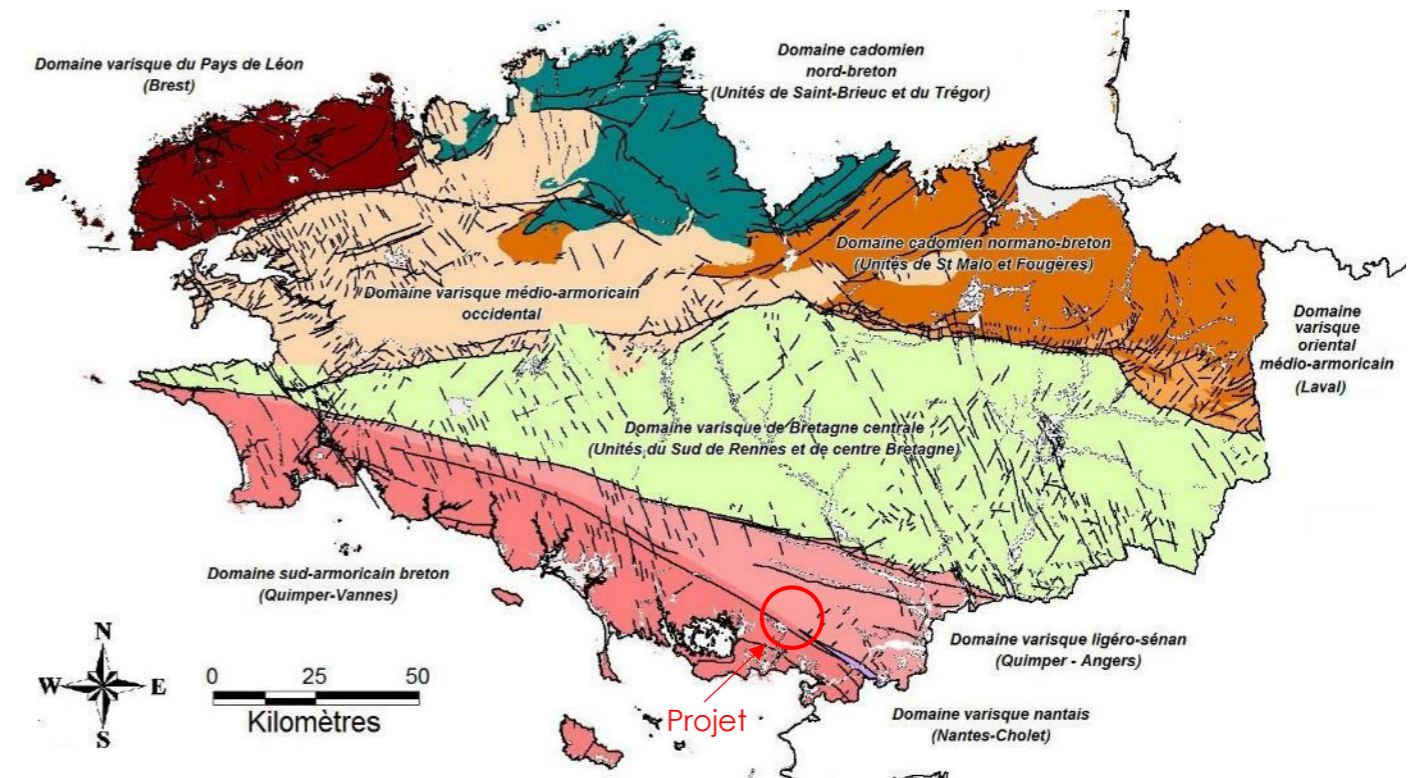 Domaine varisque du Pays de Léon
(Brest)
Domaine cadomien
nord-breton
(Unités de Saint-Brieuc et du Trégor)
Domaine cadomien normano-breton
(Unités de St Malo et Fougères)
Domaine varisque médio-armoricain
occidental
Domaine
varisque
oriental
médio-armoricain
(Laval)
Domaine varisque de Bretagne centrale
(Unités du Sud de Rennes et de centre Bretagne)
Domaine sud-armoricain breton
(Quimper-Vannes)
Domaine varisque ligéro-sénan
(Quimper - Angers)
Domaine varisque nantais
(Nantes-Cholet)
Projet
N
W E
S
0 25 50
Kilomètres